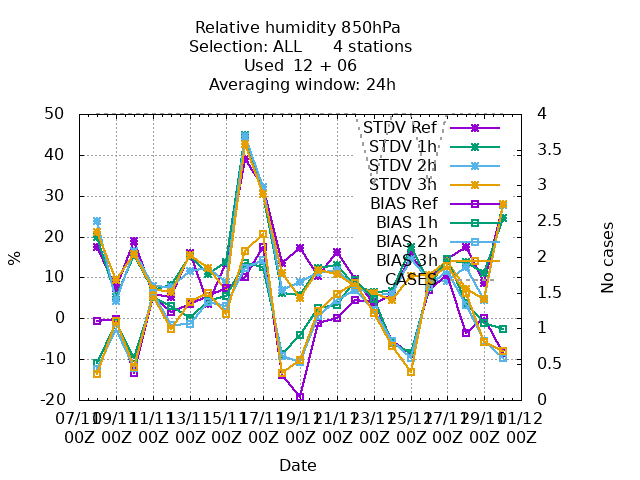 Relative humidity 850hPa
Selection: ALL 4 stations
Used 12 + 06
Averaging window: 24h
50
40
30
20
10
0
-10
-20
%
4
3.5
3
2.5
2
1.5
1
0.5
0
No cases
STDV Ref
STDV 1h
STDV 2h
STDV 3h
BIAS Ref
BIAS 1h
BIAS 2h
BIAS 3h
CASES
07/11 09/11 11/11 13/11 15/11 17/11 19/11 21/11 23/11 25/11 27/11 29/11 01/12
00Z 00Z 00Z 00Z 00Z 00Z 00Z 00Z 00Z 00Z 00Z 00Z 00Z
Date